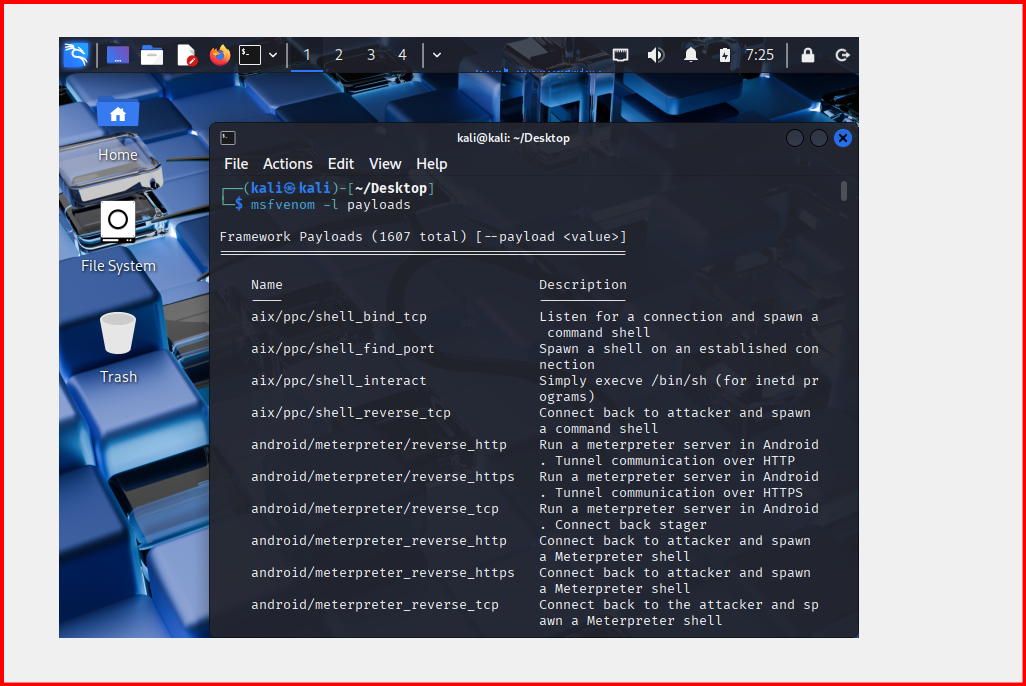 1 2 3 4 7:25
Home
File System
Trash
kali@kali: ~/Desktop
File Actions Edit View Help
(kali㉿kali)-[~/Desktop]
$ msfvenom -l payloads
Framework Payloads (1607 total) [--payload <value>]
Name Description
aix/ppc/shell_bind_tcp Listen for a connection and spawn a
command shell
aix/ppc/shell_find_port Spawn a shell on an established con
nection
aix/ppc/shell_interact Simply execve /bin/sh (for inetd pr
ograms)
aix/ppc/shell_reverse_tcp Connect back to attacker and spawn
a command shell
android/meterpreter/reverse_http Run a meterpreter server in Android
. Tunnel communication over HTTP
android/meterpreter/reverse_https Run a meterpreter server in Android
. Tunnel communication over HTTPS
android/meterpreter/reverse_tcp Run a meterpreter server in Android
. Connect back stager
android/meterpreter_reverse_http Connect back to attacker and spawn
a Meterpreter shell
android/meterpreter_reverse_https Connect back to attacker and spawn
a Meterpreter shell
android/meterpreter_reverse_tcp Connect back to the attacker and sp
awn a Meterpreter shell